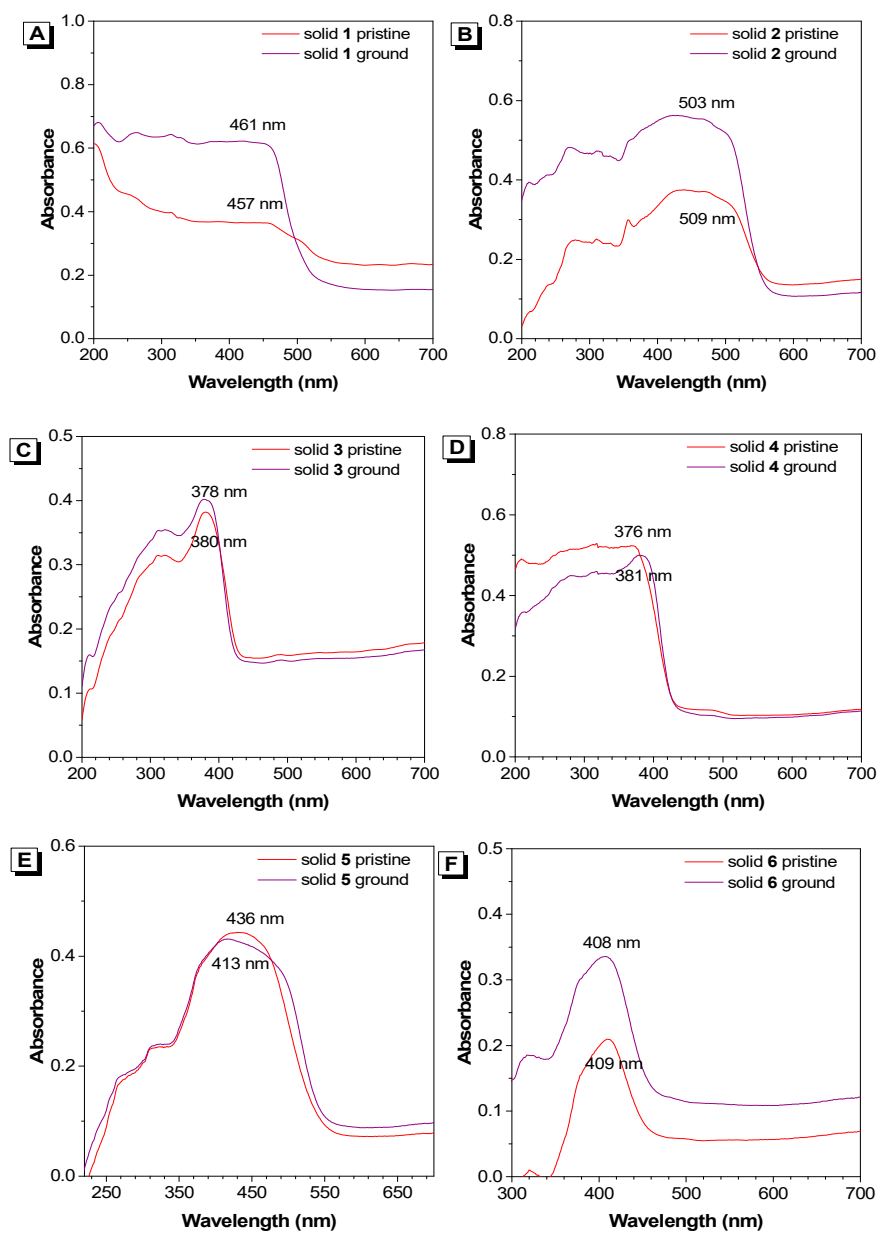 A
solid 1 pristine
solid 1 ground
461 nm
457 nm
Absorbance
1.0
0.8
0.6
0.4
0.2
0.0
200 300 400 500 600 700
Wavelength (nm)
B
solid 2 pristine
solid 2 ground
503 nm
509 nm
Absorbance
0.8
0.6
0.4
0.2
0.0
200 300 400 500 600 700
Wavelength (nm)
C
solid 3 pristine
solid 3 ground
378 nm
380 nm
Absorbance
0.5
0.4
0.3
0.2
0.1
0.0
200 300 400 500 600 700
Wavelength (nm)
D
solid 4 pristine
solid 4 ground
376 nm
381 nm
Absorbance
0.8
0.6
0.4
0.2
0.0
200 300 400 500 600 700
Wavelength (nm)
E
solid 5 pristine
solid 5 ground
436 nm
413 nm
Absorbance
0.6
0.4
0.2
0.0
250 350 450 550 650
Wavelength (nm)
F
solid 6 pristine
solid 6 ground
408 nm
409 nm
Absorbance
0.5
0.4
0.3
0.2
0.1
0.0
300 400 500 600 700
Wavelength (nm)